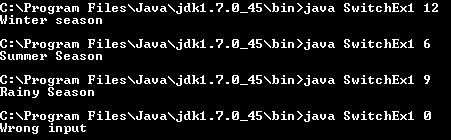 C:\Program Files\Java\jdk1.7.0_45\bin>java SwitchEx1 12
Winter season
C:\Program Files\Java\jdk1.7.0_45\bin>java SwitchEx1 6
Summer Season
C:\Program Files\Java\jdk1.7.0_45\bin>java SwitchEx1 9
Rainy Season
C:\Program Files\Java\jdk1.7.0_45\bin>java SwitchEx1 0
Wrong input